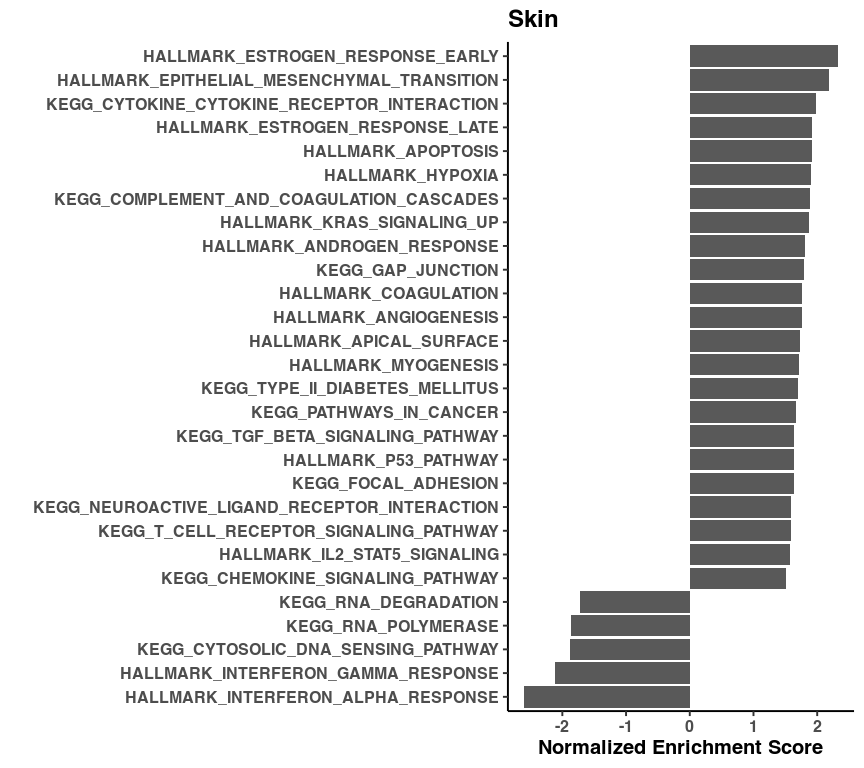 Skin
HALLMARK_ESTROGEN_RESPONSE_EARLY
HALLMARK_EPITHELIAL_MESENCHYMAL_TRANSITION
KEGG_CYTOKINE_CYTOKINE_RECEPTOR_INTERACTION
HALLMARK_ESTROGEN_RESPONSE_LATE
HALLMARK_APOPTOSIS
HALLMARK_HYPOXIA
KEGG_COMPLEMENT_AND_COAGULATION_CASCADES
HALLMARK_KRAS_SIGNALING_UP
HALLMARK_ANDROGEN_RESPONSE
KEGG_GAP_JUNCTION
HALLMARK_COAGULATION
HALLMARK_ANGIOGENESIS
HALLMARK_APICAL_SURFACE
HALLMARK_MYOGENESIS
KEGG_TYPE_II_DIABETES_MELLITUS
KEGG_PATHWAYS_IN_CANCER
KEGG_TGF_BETA_SIGNALING_PATHWAY
HALLMARK_P53_PATHWAY
KEGG_FOCAL_ADHESION
KEGG_NEUROACTIVE_LIGAND_RECEPTOR_INTERACTION
KEGG_T_CELL_RECEPTOR_SIGNALING_PATHWAY
HALLMARK_IL2_STAT5_SIGNALING
KEGG_CHEMOKINE_SIGNALING_PATHWAY
KEGG_RNA_DEGRADATION
KEGG_RNA_POLYMERASE
KEGG_CYTOSOLIC_DNA_SENSING_PATHWAY
HALLMARK_INTERFERON_GAMMA_RESPONSE
HALLMARK_INTERFERON_ALPHA_RESPONSE
-2 -1 0 1 2
Normalized Enrichment Score